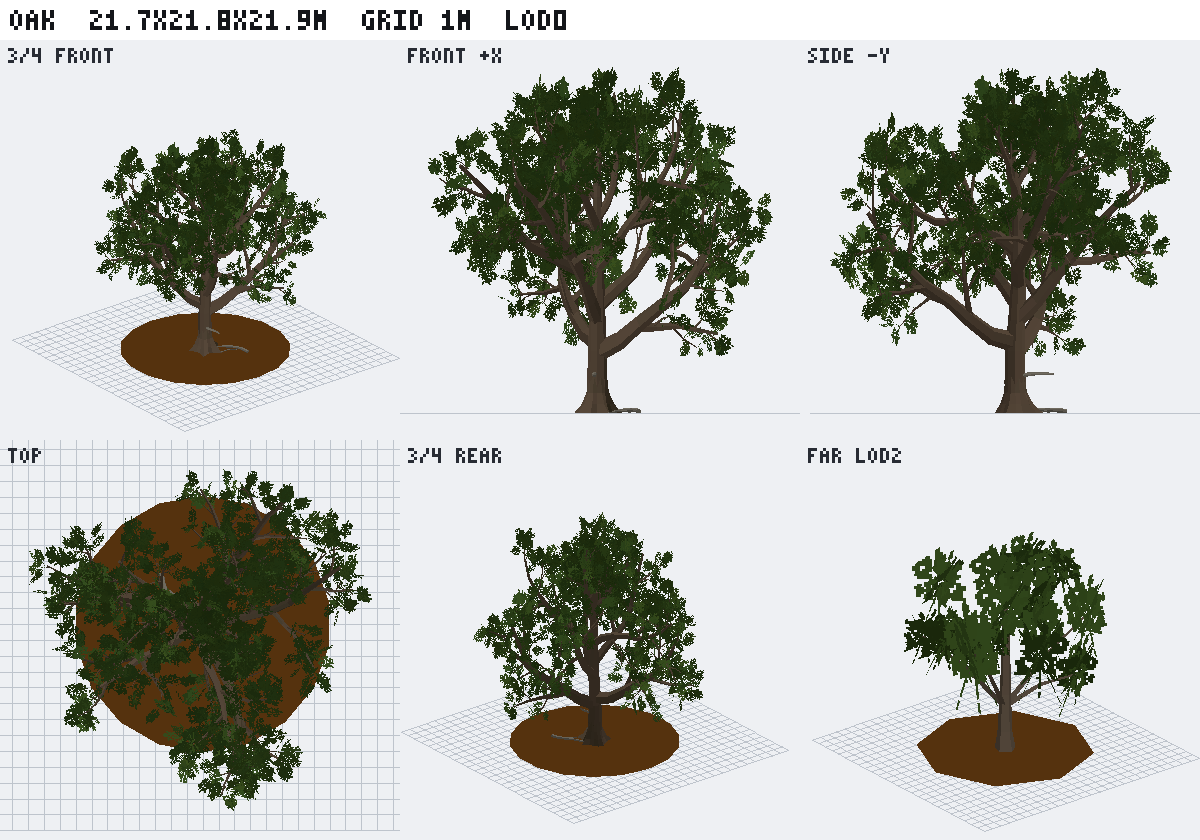 OAK 21.7X21.8X21.9M GRID 1M LOD0
3/4 FRONT
FRONT +X
SIDE -Y
TOP
3/4 REAR
FAR LOD2